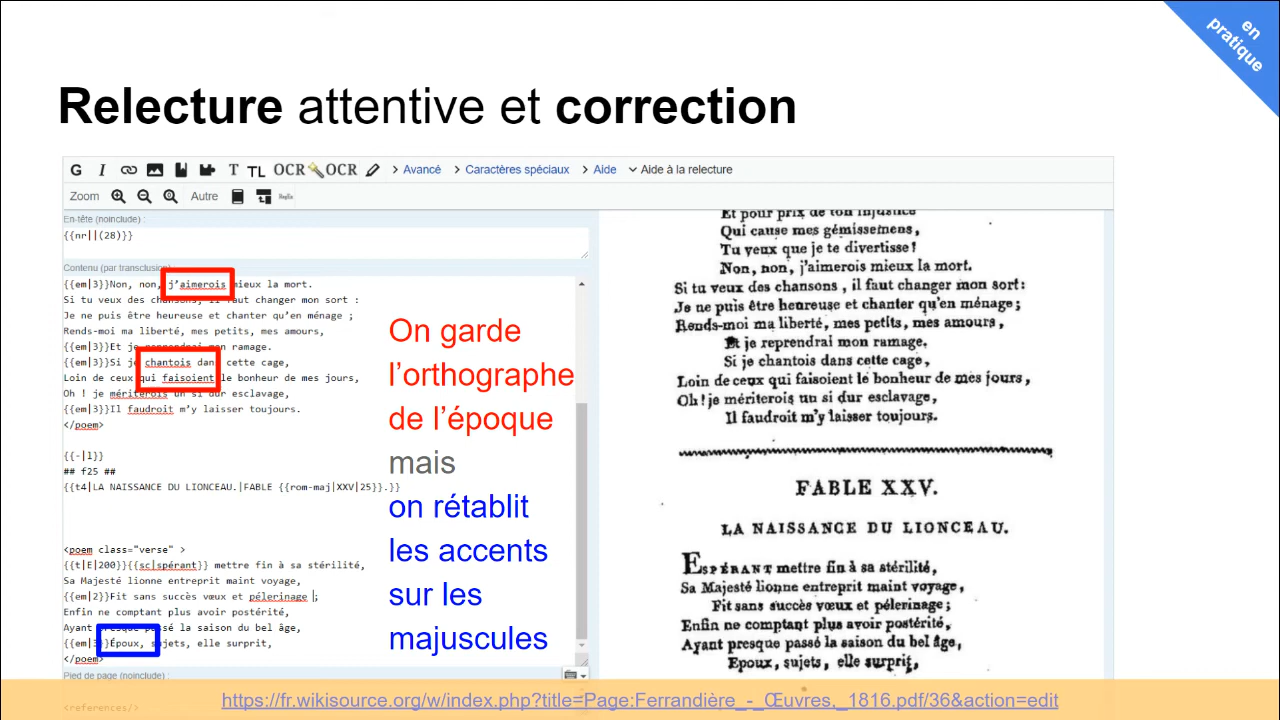 en
pratique
Relecture attentive et correction
G I T TL OCR OCR > Avancé > Caractères spéciaux > Aide Aide à la relecture
Zoom Autre RegEx
En-tête (noinclude) :
{{nr||(28)}}
Contenu (par transclusion)
{{em|3}}Non, non, j’aimerois mieux la mort.
Si tu veux des chansons, il faut changer mon sort :
Je ne puis être heureuse et chanter qu’en ménage ;
Rends-moi ma liberté, mes petits, mes amours,
{{em|3}}Et je reprendrai mon ramage.
{{em|3}}Si je chantois dans cette cage,
Loin de ceux qui faisoient le bonheur de mes jours,
Oh ! je mériterois un si dur esclavage,
{{em|3}}Il faudroit m’y laisser toujours.
</poem>
{{-|1}}
## f25 ##
{{t4|LA NAISSANCE DU LIONCEAU.|FABLE {{rom-maj|XXV|25}}.}}
<poem class="verse" >
{{t|E|200}}{{sc|spérant}} mettre fin à sa stérilité,
Sa Majesté lionne entreprit maint voyage,
{{em|2}}Fit sans succès vœux et pélerinage ;
Enfin ne comptant plus avoir postérité,
Ayant presque passé la saison du bel âge,
{{em|3}}Époux, sujets, elle surprit,
</poem>
Pied de page (noinclude) :
<references/>
On garde
l’orthographe
de l’époque
mais
on rétablit
les accents
sur les
majuscules
Et pour prix de ton injustice
Qui cause mes gémissemens,
Tu veux que je te divertisse !
Non, non, j’aimerois mieux la mort.
Si tu veux des chansons, il faut changer mon sort :
Je ne puis être heureuse et chanter qu’en ménage ;
Rends-moi ma liberté, mes petits, mes amours,
Et je reprendrai mon ramage.
Si je chantois dans cette cage,
Loin de ceux qui faisoient le bonheur de mes jours,
Oh ! je mériterois un si dur esclavage,
Il faudroit m’y laisser toujours.
FABLE XXV.
LA NAISSANCE DU LIONCEAU.
ESPÉRANT mettre fin à sa stérilité,
Sa Majesté lionne entreprit maint voyage,
Fit sans succès vœux et pélerinage ;
Enfin ne comptant plus avoir postérité,
Ayant presque passé la saison du bel âge,
Epoux, sujets, elle surprit,
https://fr.wikisource.org/w/index.php?title=Page:Ferrandière_-_Œuvres,_1816.pdf/36&action=edit